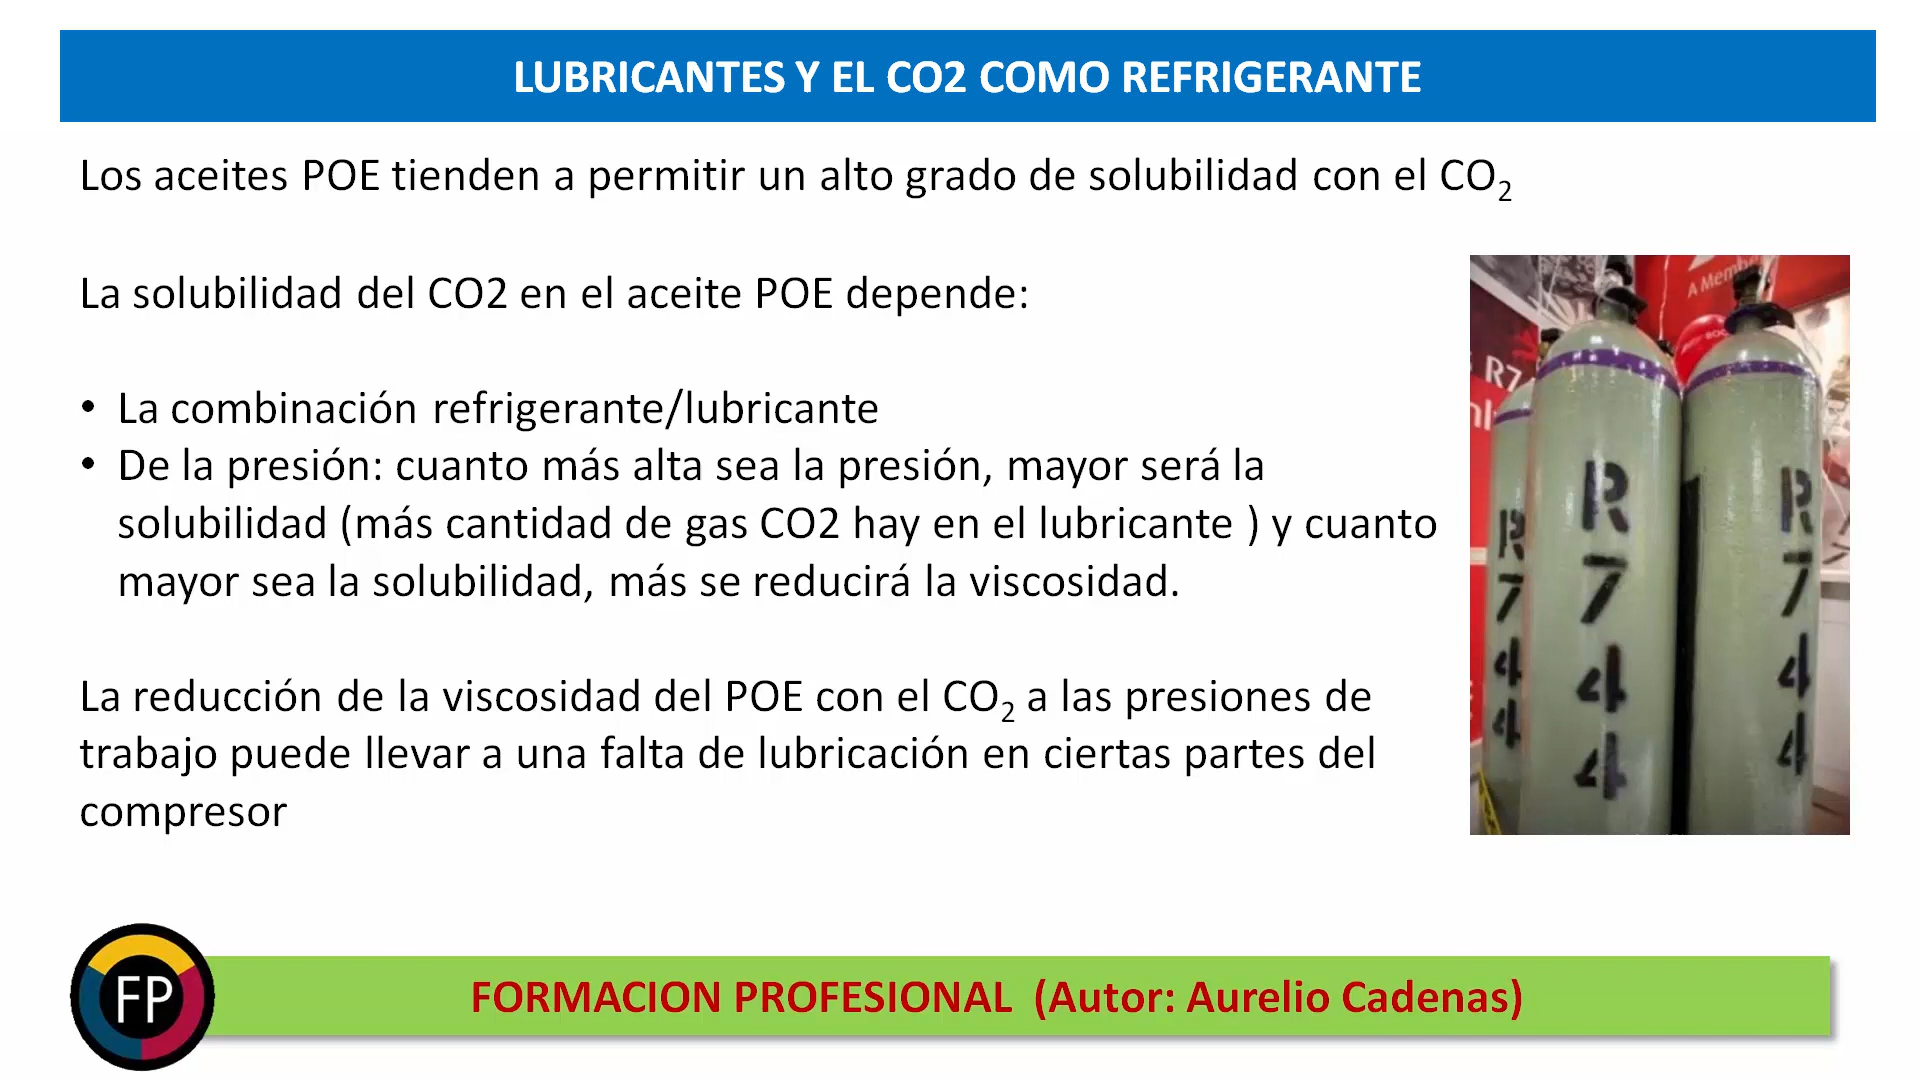 LUBRICANTES Y EL CO2 COMO REFRIGERANTE
Los aceites POE tienden a permitir un alto grado de solubilidad con el CO₂
La solubilidad del CO2 en el aceite POE depende:
• La combinación refrigerante/lubricante
• De la presión: cuanto más alta sea la presión, mayor será la
solubilidad (más cantidad de gas CO2 hay en el lubricante ) y cuanto
mayor sea la solubilidad, más se reducirá la viscosidad.
La reducción de la viscosidad del POE con el CO₂ a las presiones de
trabajo puede llevar a una falta de lubricación en ciertas partes del
compresor
A Membe
R7
R744
R744
R744
FP
FORMACION PROFESIONAL (Autor: Aurelio Cadenas)